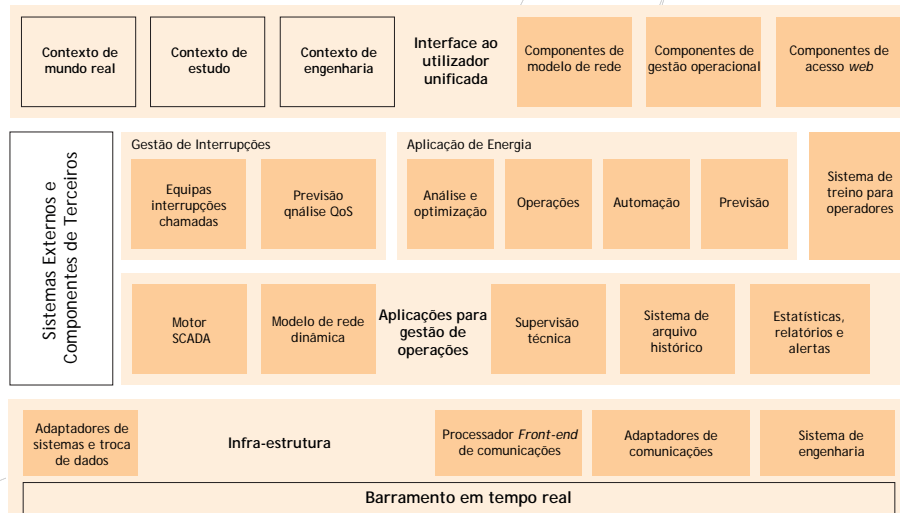 Contexto de
mundo real
Contexto de
estudo
Contexto de
engenharia
Interface ao
utilizador
unificada
Componentes de
modelo de rede
Componentes de
gestão operacional
Componentes de
acesso web
Sistemas Externos e
Componentes de Terceiros
Gestão de Interrupções
Equipas
interrupções
chamadas
Previsão
qnálise QoS
Aplicação de Energia
Análise e
optimização
Operações
Automação
Previsão
Sistema de
treino para
operadores
Motor
SCADA
Modelo de rede
dinâmica
Aplicações para
gestão de
operações
Supervisão
técnica
Sistema de
arquivo
histórico
Estatísticas,
relatórios e
alertas
Adaptadores de
sistemas e troca
de dados
Infra-estrutura
Processador Front-end
de comunicações
Adaptadores de
comunicações
Sistema de
engenharia
Barramento em tempo real